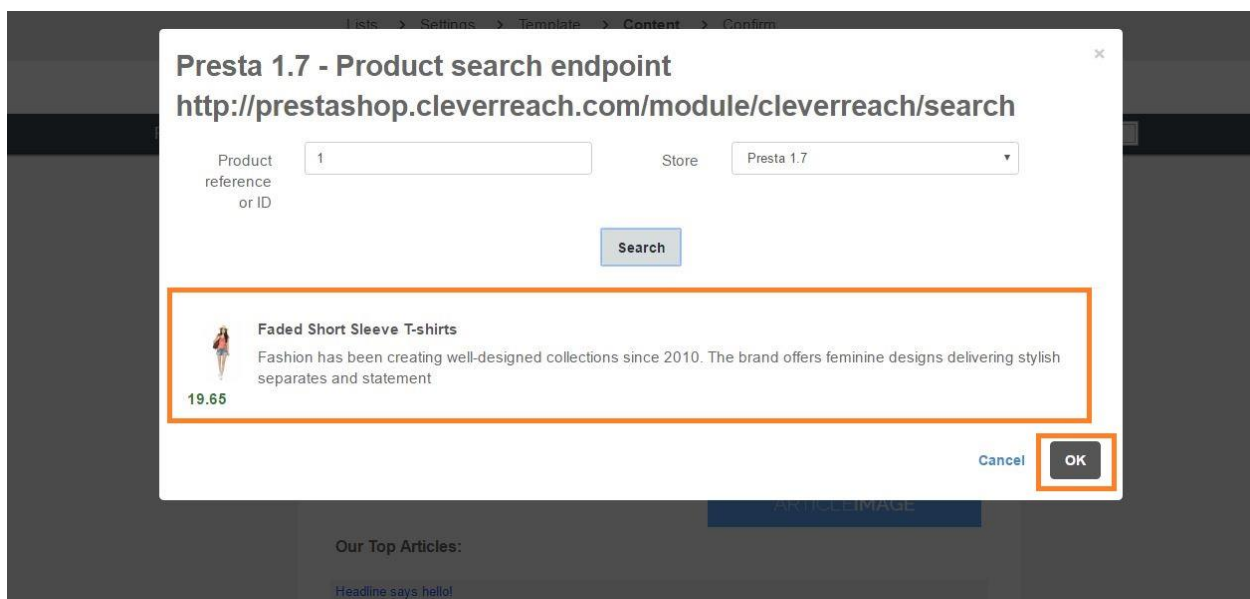 Lists > Settings > Template > Content > Confirm
Presta 1.7 - Product search endpoint
×
http://prestashop.cleverreach.com/module/cleverreach/search
Product reference or ID
1
Store
Presta 1.7
Search
Faded Short Sleeve T-shirts
Fashion has been creating well-designed collections since 2010. The brand offers feminine designs delivering stylish
separates and statement
19.65
Cancel
OK
ARTICLEIMAGE
Our Top Articles:
Headline says hello!